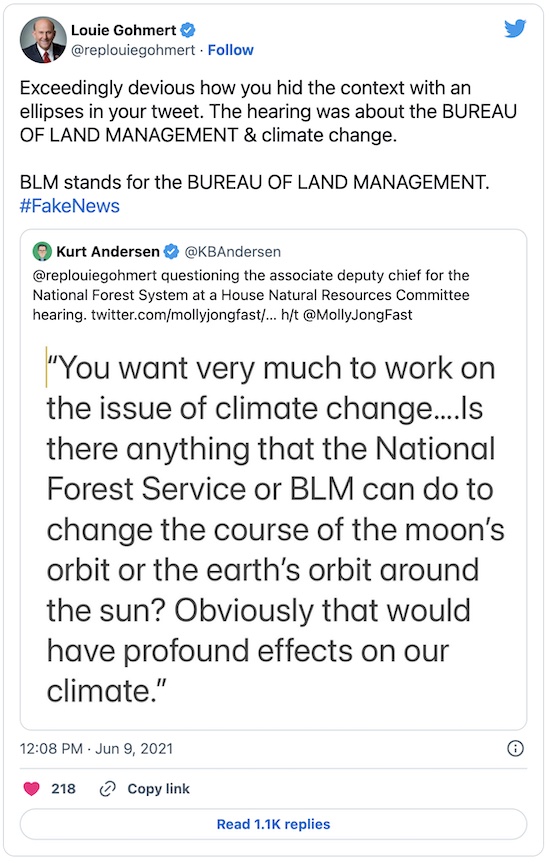 Louie Gohmert
@replouiegohmert · Follow
Exceedingly devious how you hid the context with an
ellipses in your tweet. The hearing was about the BUREAU
OF LAND MANAGEMENT & climate change.
BLM stands for the BUREAU OF LAND MANAGEMENT.
#FakeNews
Kurt Andersen @KBAndersen
@replouiegohmert questioning the associate deputy chief for the
National Forest System at a House Natural Resources Committee
hearing. twitter.com/mollyjongfast/... h/t @MollyJongFast
“You want very much to work on
the issue of climate change....Is
there anything that the National
Forest Service or BLM can do to
change the course of the moon’s
orbit or the earth’s orbit around
the sun? Obviously that would
have profound effects on our
climate.”
12:08 PM · Jun 9, 2021
218 Copy link
Read 1.1K replies